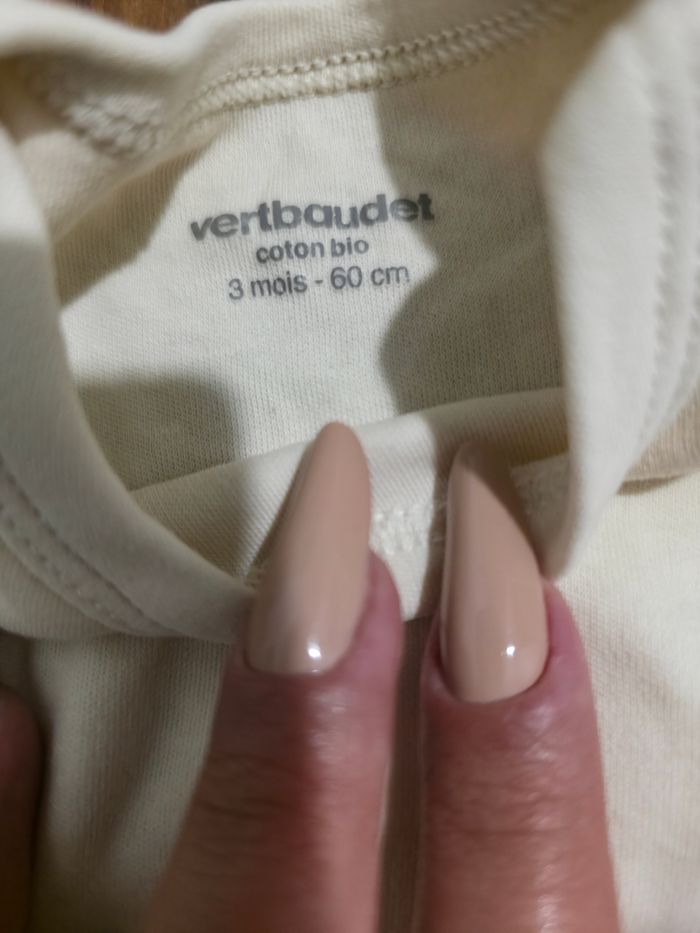 vertbaudet
coton bio
3 mois - 60 cm